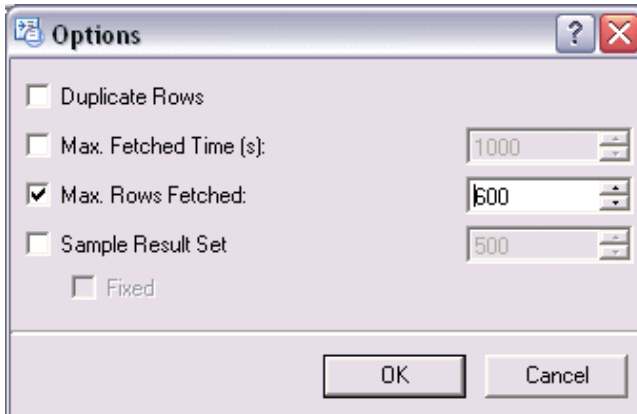 Options
Duplicate Rows
Max. Fetched Time (s): 1000
Max. Rows Fetched: 600
Sample Result Set 500
Fixed
OK Cancel